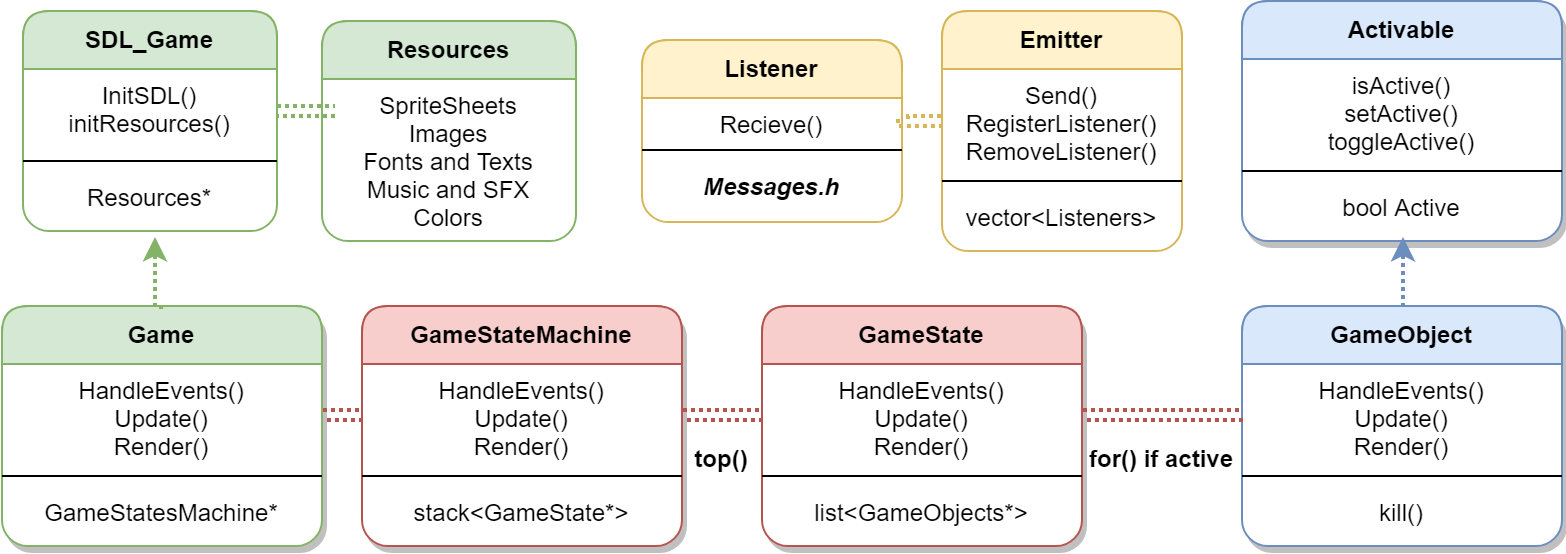 SDL_Game
InitSDL()
initResources()
Resources*
Resources
SpriteSheets
Images
Fonts and Texts
Music and SFX
Colors
Listener
Recieve()
Messages.h
Emitter
Send()
RegisterListener()
RemoveListener()
vector<Listeners>
Activable
isActive()
setActive()
toggleActive()
bool Active
Game
HandleEvents()
Update()
Render()
GameStatesMachine*
GameStateMachine
HandleEvents()
Update()
Render()
stack<GameState*>
top()
GameState
HandleEvents()
Update()
Render()
list<GameObjects*>
for() if active
GameObject
HandleEvents()
Update()
Render()
kill()